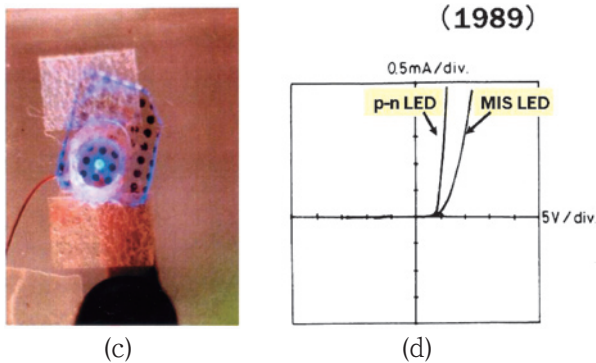 (1989)
0.5mA/div.
p-n LED
MIS LED
5V/div.
(c)
(d)